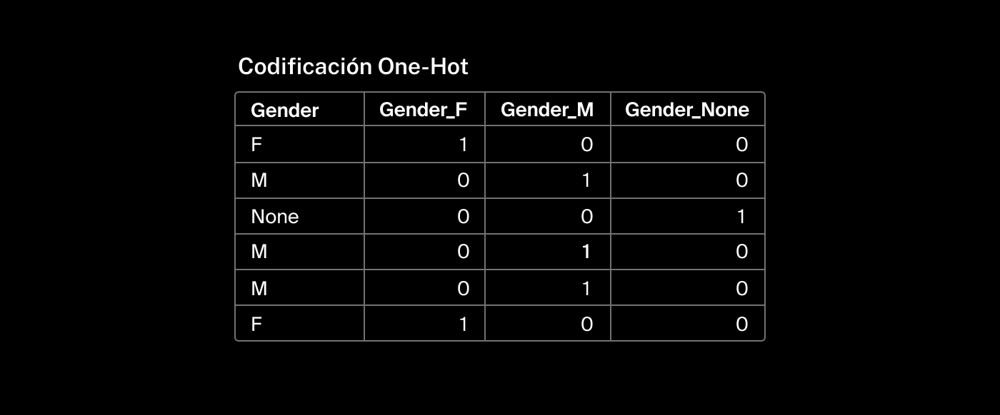 Codificación One-Hot
Gender Gender_F Gender_M Gender_None
F 1 0 0
M 0 1 0
None 0 0 1
M 0 1 0
M 0 1 0
F 1 0 0